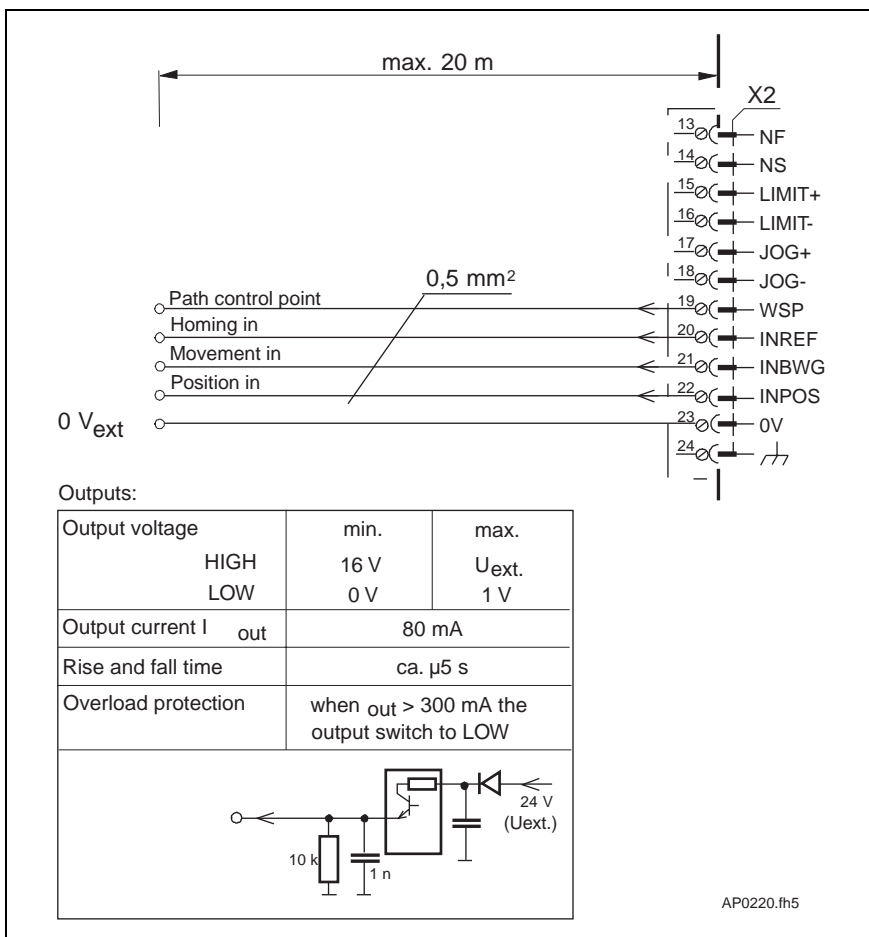 max. 20 m
X2
13 NF
14 NS
15 LIMIT+
16 LIMIT-
17 JOG+
18 JOG-
0,5 mm²
Path control point 19 WSP
Homing in 20 INREF
Movement in 21 INBWG
Position in 22 INPOS
0 Vext 23 0V
24
Outputs:
Output voltage min. max.
HIGH 16 V Uext.
LOW 0 V 1 V
Output current I out 80 mA
Rise and fall time ca. µ5 s
Overload protection when out > 300 mA the
output switch to LOW
24 V
(Uext.)
10 k
1 n
AP0220.fh5